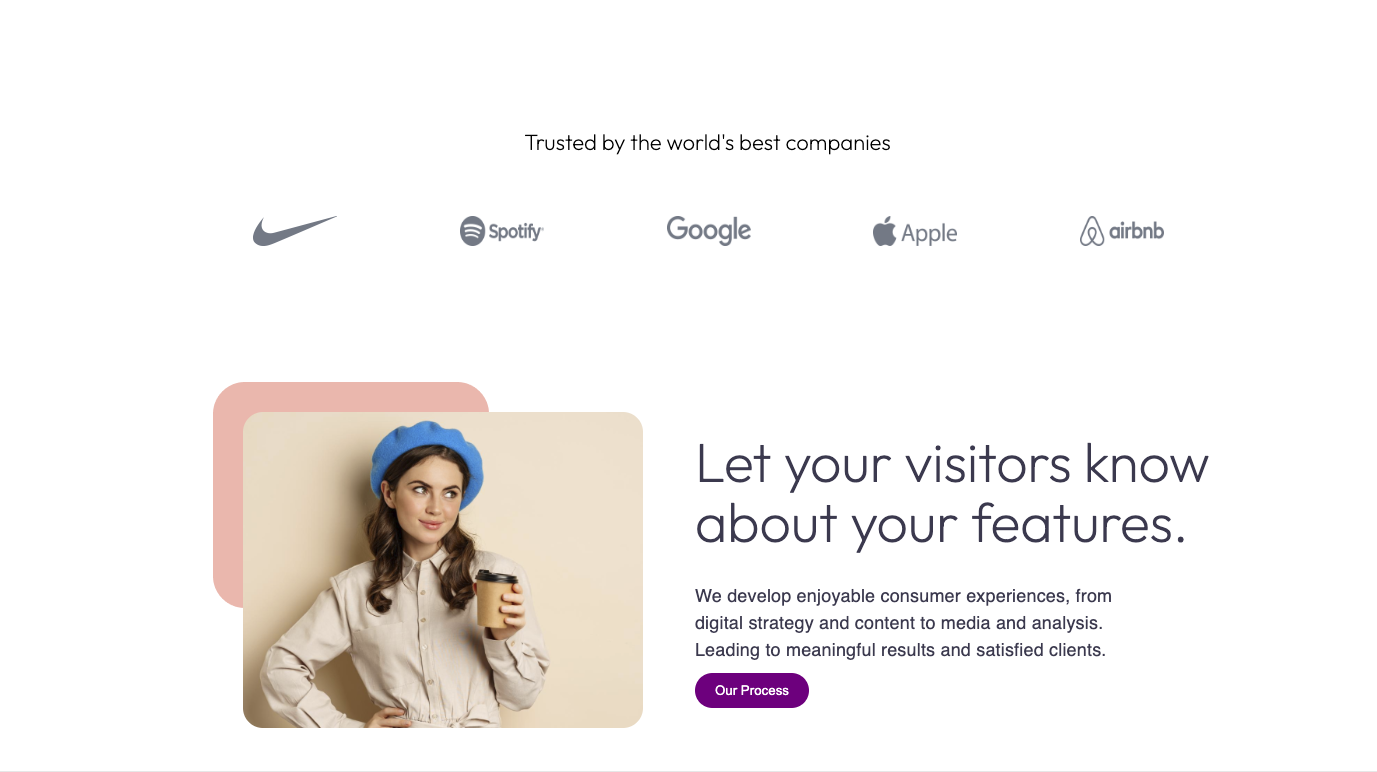 Trusted by the world's best companies
Spotify Google Apple airbnb
Let your visitors know
about your features.
We develop enjoyable consumer experiences, from
digital strategy and content to media and analysis.
Leading to meaningful results and satisfied clients.
Our Process